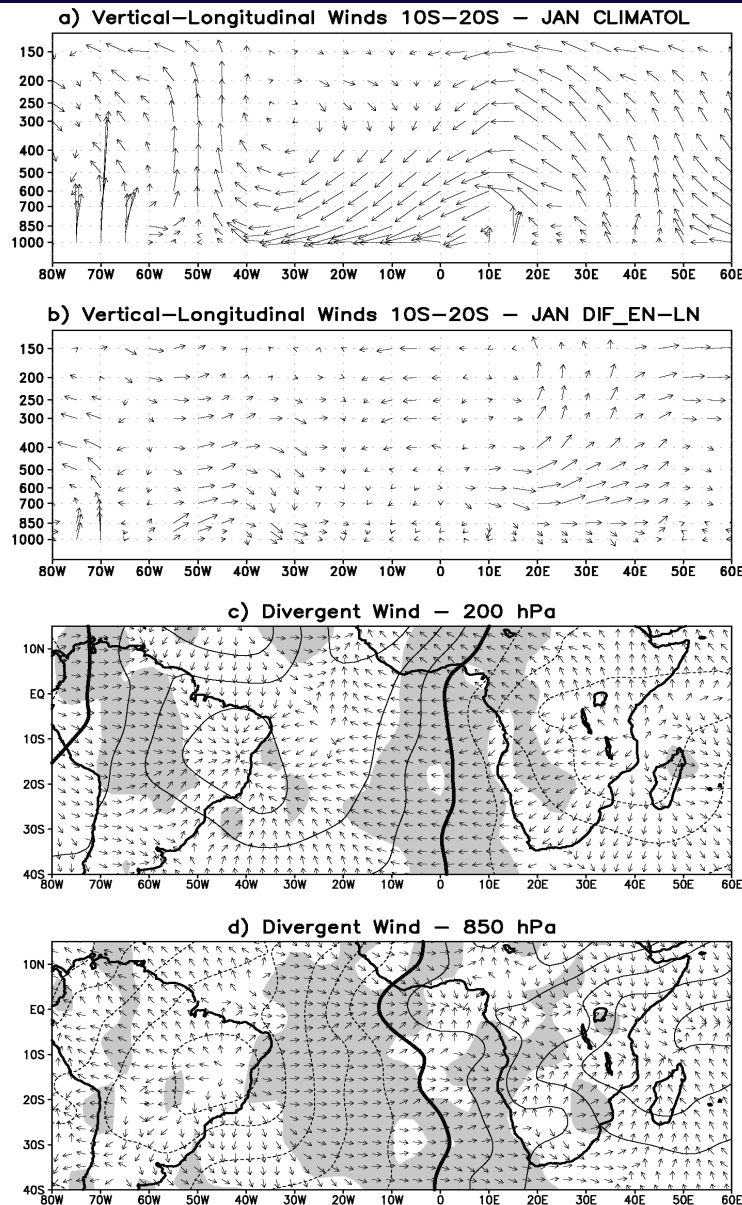 a) Vertical-Longitudinal Winds 10S-20S - JAN CLIMATOL
150
200
250
300
400
500
600
700
850
1000
80W 70W 60W 50W 40W 30W 20W 10W 0 10E 20E 30E 40E 50E 60E
b) Vertical-Longitudinal Winds 10S-20S - JAN DIF_EN-LN
150
200
250
300
400
500
600
700
850
1000
80W 70W 60W 50W 40W 30W 20W 10W 0 10E 20E 30E 40E 50E 60E
c) Divergent Wind - 200 hPa
10N
EQ
10S
20S
30S
40S
80W 70W 60W 50W 40W 30W 20W 10W 0 10E 20E 30E 40E 50E 60E
d) Divergent Wind - 850 hPa
10N
EQ
10S
20S
30S
40S
80W 70W 60W 50W 40W 30W 20W 10W 0 10E 20E 30E 40E 50E 60E